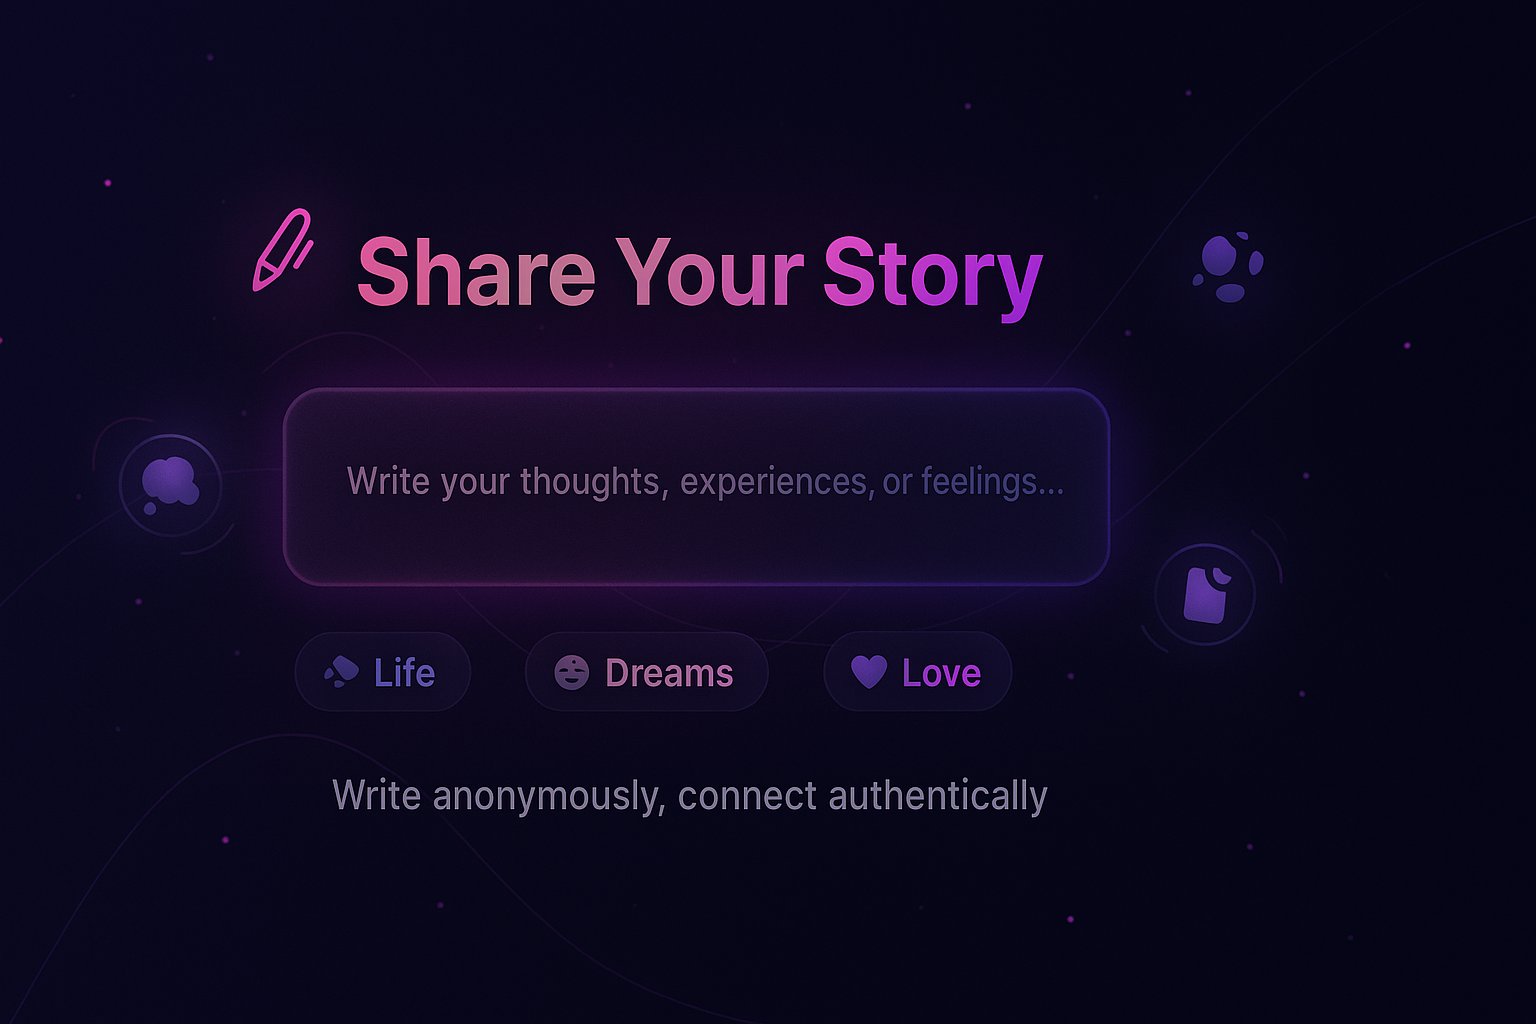 Share Your Story
Write your thoughts, experiences, or feelings...
Life
Dreams
Love
Write anonymously, connect authentically